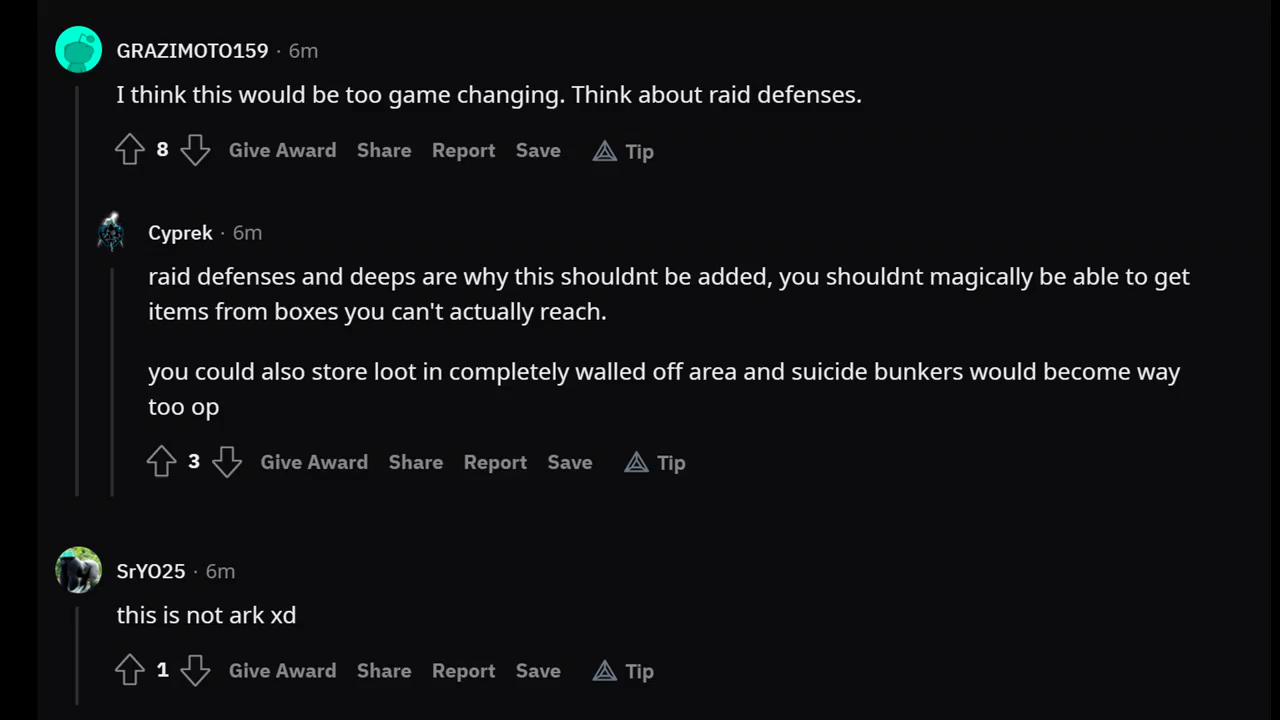 GRAZIMOTO159 · 6m
I think this would be too game changing. Think about raid defenses.
8 Give Award Share Report Save Tip
Cyprek · 6m
raid defenses and deeps are why this shouldnt be added, you shouldnt magically be able to get
items from boxes you can't actually reach.
you could also store loot in completely walled off area and suicide bunkers would become way
too op
3 Give Award Share Report Save Tip
SrYO25 · 6m
this is not ark xd
1 Give Award Share Report Save Tip